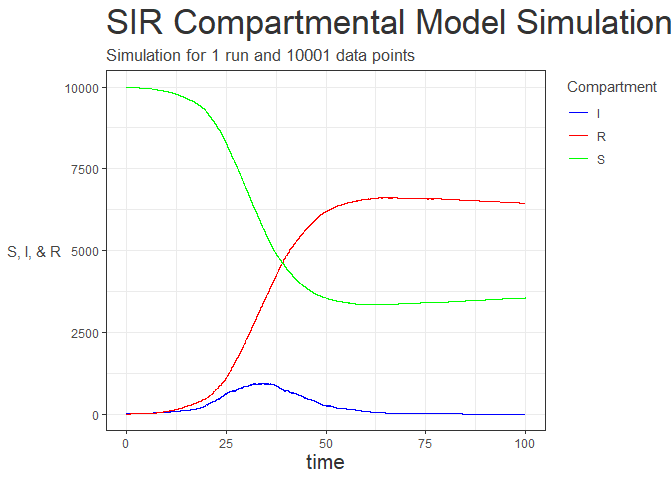 SIR Compartmental Model Simulation
Simulation for 1 run and 10001 data points
Compartment
I
R
S
10000
7500
5000
2500
0
S, I, & R
0 25 50 75 100
time